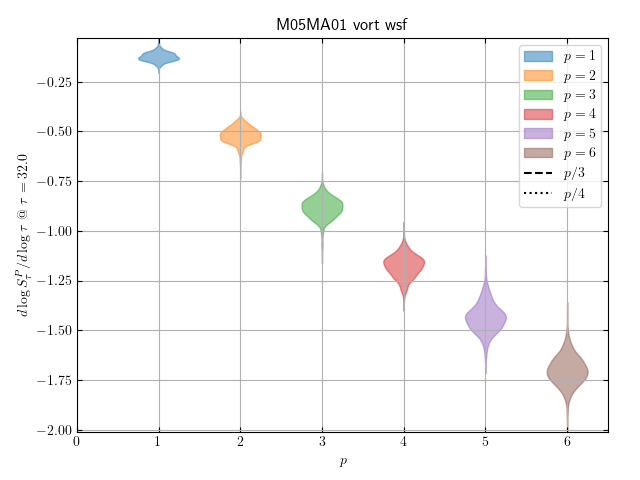 M05MA01 vort wsf
d log S_τ^P / d log τ @ τ = 32.0
−0.25
−0.50
−0.75
−1.00
−1.25
−1.50
−1.75
−2.00
0 1 2 3 4 5 6
p
p = 1
p = 2
p = 3
p = 4
p = 5
p = 6
p/3
p/4